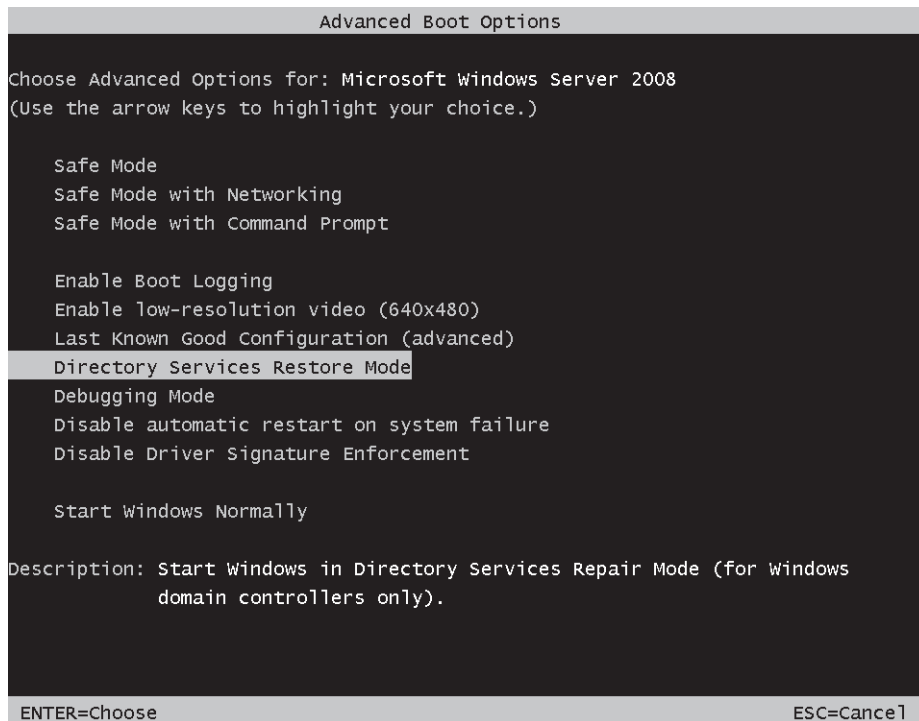 Advanced Boot Options
Choose Advanced Options for: Microsoft Windows Server 2008
(Use the arrow keys to highlight your choice.)
Safe Mode
Safe Mode with Networking
Safe Mode with Command Prompt
Enable Boot Logging
Enable low-resolution video (640x480)
Last Known Good Configuration (advanced)
Directory Services Restore Mode
Debugging Mode
Disable automatic restart on system failure
Disable Driver Signature Enforcement
Start Windows Normally
Description: Start Windows in Directory Services Repair Mode (for Windows
domain controllers only).
ENTER=Choose ESC=Cancel